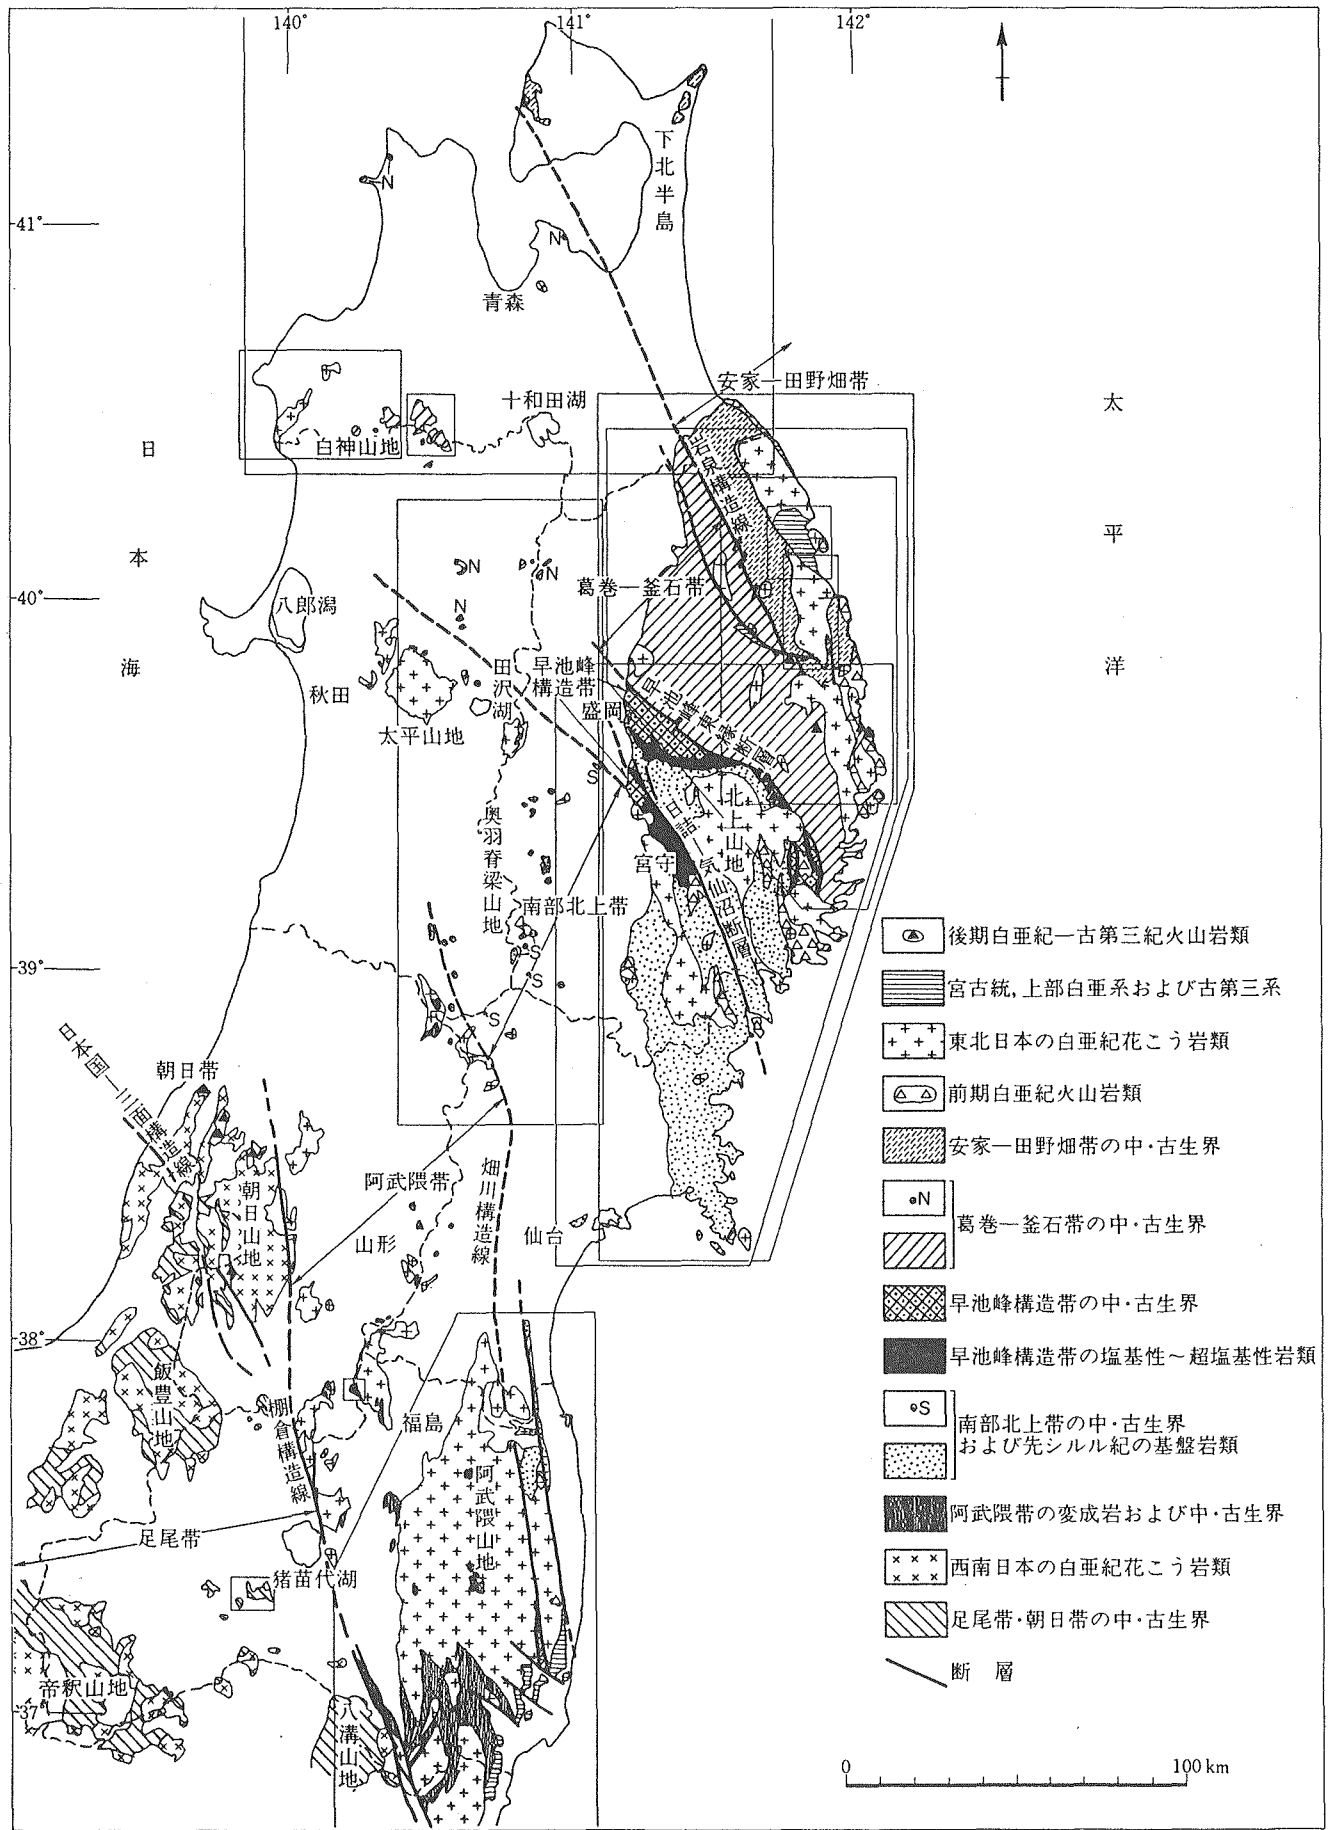 140°
141°
142°
41°
40°
39°
38°
37°
下北半島
N
N
青森
安家―田野畑帯
十和田湖
白神山地
岩泉構造線
日本海
太平洋
N
N
N
葛巻―釜石帯
八郎潟
秋田
太平山地
田沢湖
早池峰
構造帯
盛岡
早池峰東縁断層
S
北上山地
日詰―気仙沼断層
奥羽脊梁山地
宮守
南部北上帯
S
S
S
日本国―三面構造線
朝日帯
朝日山地
阿武隈帯
畑川構造線
山形
仙台
飯豊山地
棚倉構造線
福島
阿武隈山地
足尾帯
猪苗代湖
帝釈山地
八溝山地
後期白亜紀―古第三紀火山岩類
宮古統,上部白亜系および古第三系
東北日本の白亜紀花こう岩類
前期白亜紀火山岩類
安家―田野畑帯の中・古生界
N
葛巻―釜石帯の中・古生界
早池峰構造帯の中・古生界
早池峰構造帯の塩基性~超塩基性岩類
S
南部北上帯の中・古生界
および先シルル紀の基盤岩類
阿武隈帯の変成岩および中・古生界
西南日本の白亜紀花こう岩類
足尾帯・朝日帯の中・古生界
断 層
0
100 km